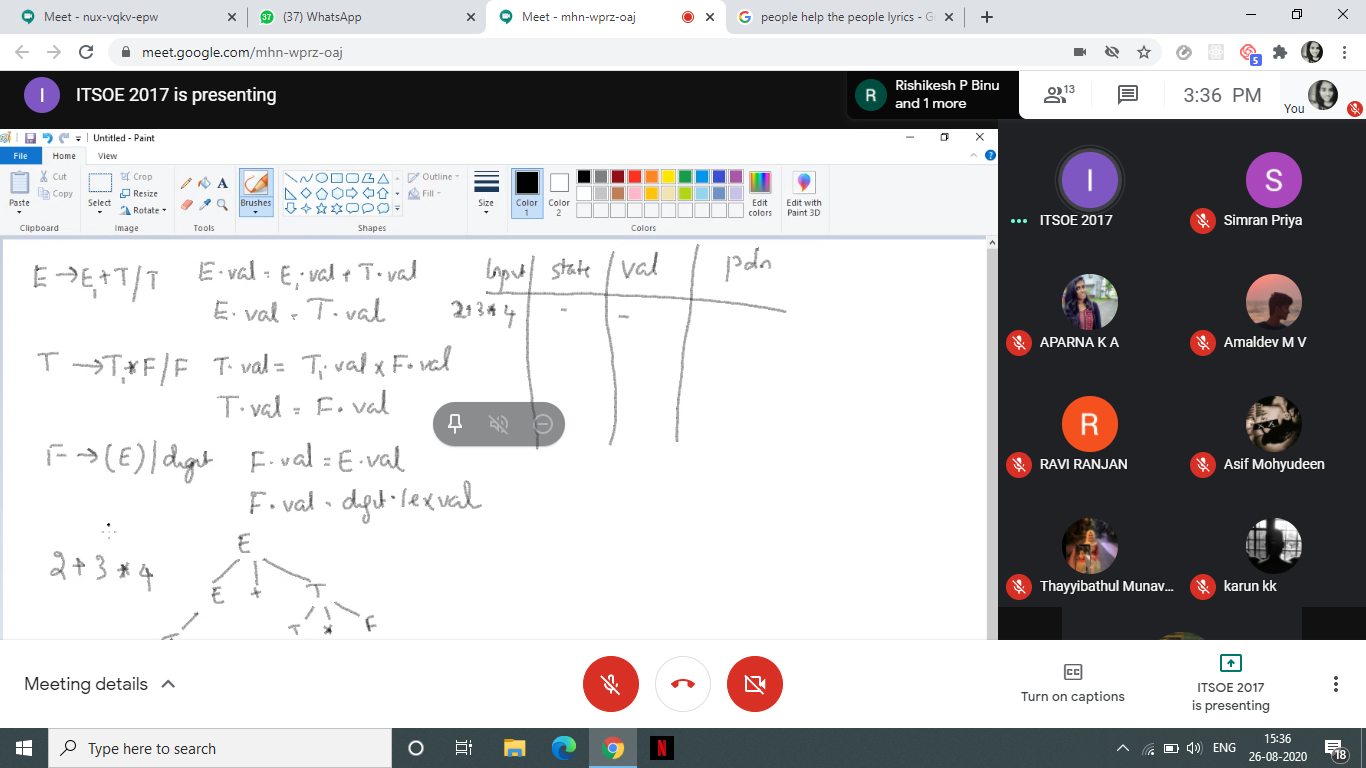 Meet - nux-vqkv-epw
(37) WhatsApp
Meet - mhn-wprz-oaj
people help the people lyrics - G
meet.google.com/mhn-wprz-oaj
5
I
ITSOE 2017 is presenting
R
Rishikesh P Binu
and 1 more
13
3:36 PM
You
Untitled - Paint
File Home View
Paste
Cut
Copy
Clipboard
Select
Crop
Resize
Rotate
Image
A
Tools
Brushes
Outline
Fill
Shapes
Size
Color
1
Color
2
Edit
colors
Colors
Edit with
Paint 3D
E → E₁ + T / T
E.val = E₁.val + T.val
E.val = T.val
T → T₁ * F / F
T.val = T₁.val x F.val
T.val = F.val
F → (E) / digit
F.val = E.val
F.val = digit.lexval
2 + 3 * 4
E
E + T
T
T * F
Input state val pdn
2+3*4 - -
I
ITSOE 2017
S
Simran Priya
APARNA K A
Amaldev M V
R
RAVI RANJAN
Asif Mohyudeen
Thayyibathul Munav...
karun kk
Meeting details
CC
Turn on captions
ITSOE 2017
is presenting
Type here to search
N
ENG
15:36
26-08-2020
18